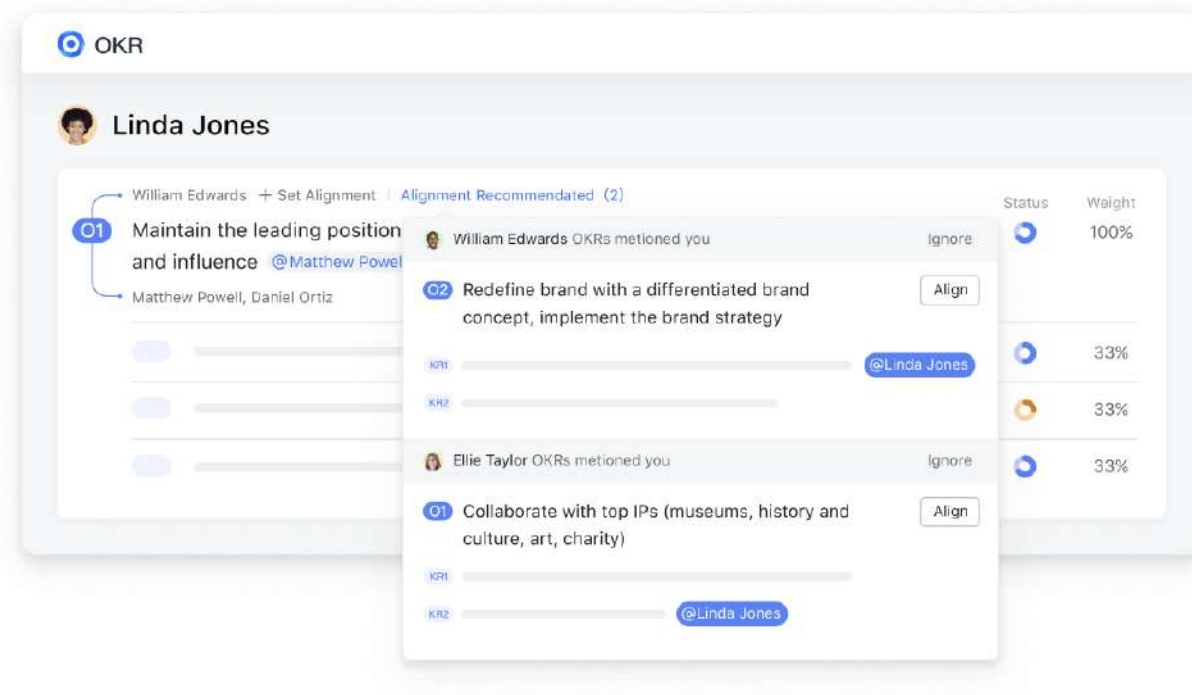 OKR
Linda Jones
William Edwards + Set Alignment | Alignment Recommendated (2)
Status Weight
O1 Maintain the leading position
and influence @Matthew Powel
100%
Matthew Powell, Daniel Ortiz
33%
33%
33%
William Edwards OKRs metioned you Ignore
O2 Redefine brand with a differentiated brand Align
concept, implement the brand strategy
KR1 @Linda Jones
KR2
Ellie Taylor OKRs metioned you Ignore
O1 Collaborate with top IPs (museums, history and Align
culture, art, charity)
KR1
KR2 @Linda Jones